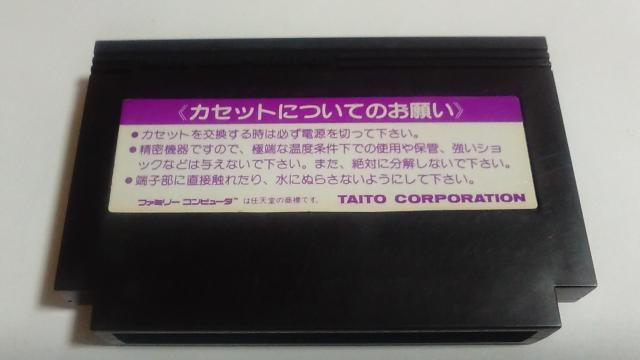 《カセットについてのお願い》
●カセットを交換する時は必ず電源を切って下さい。
●精密機器ですので、極端な温度条件下での使用や保管、強いショ
ックなどは与えないで下さい。また、絶対に分解しないで下さい。
●端子部に直接触れたり、水にぬらさないようにして下さい。
ファミリーコンピュータ™は任天堂の商標です。 TAITO CORPORATION